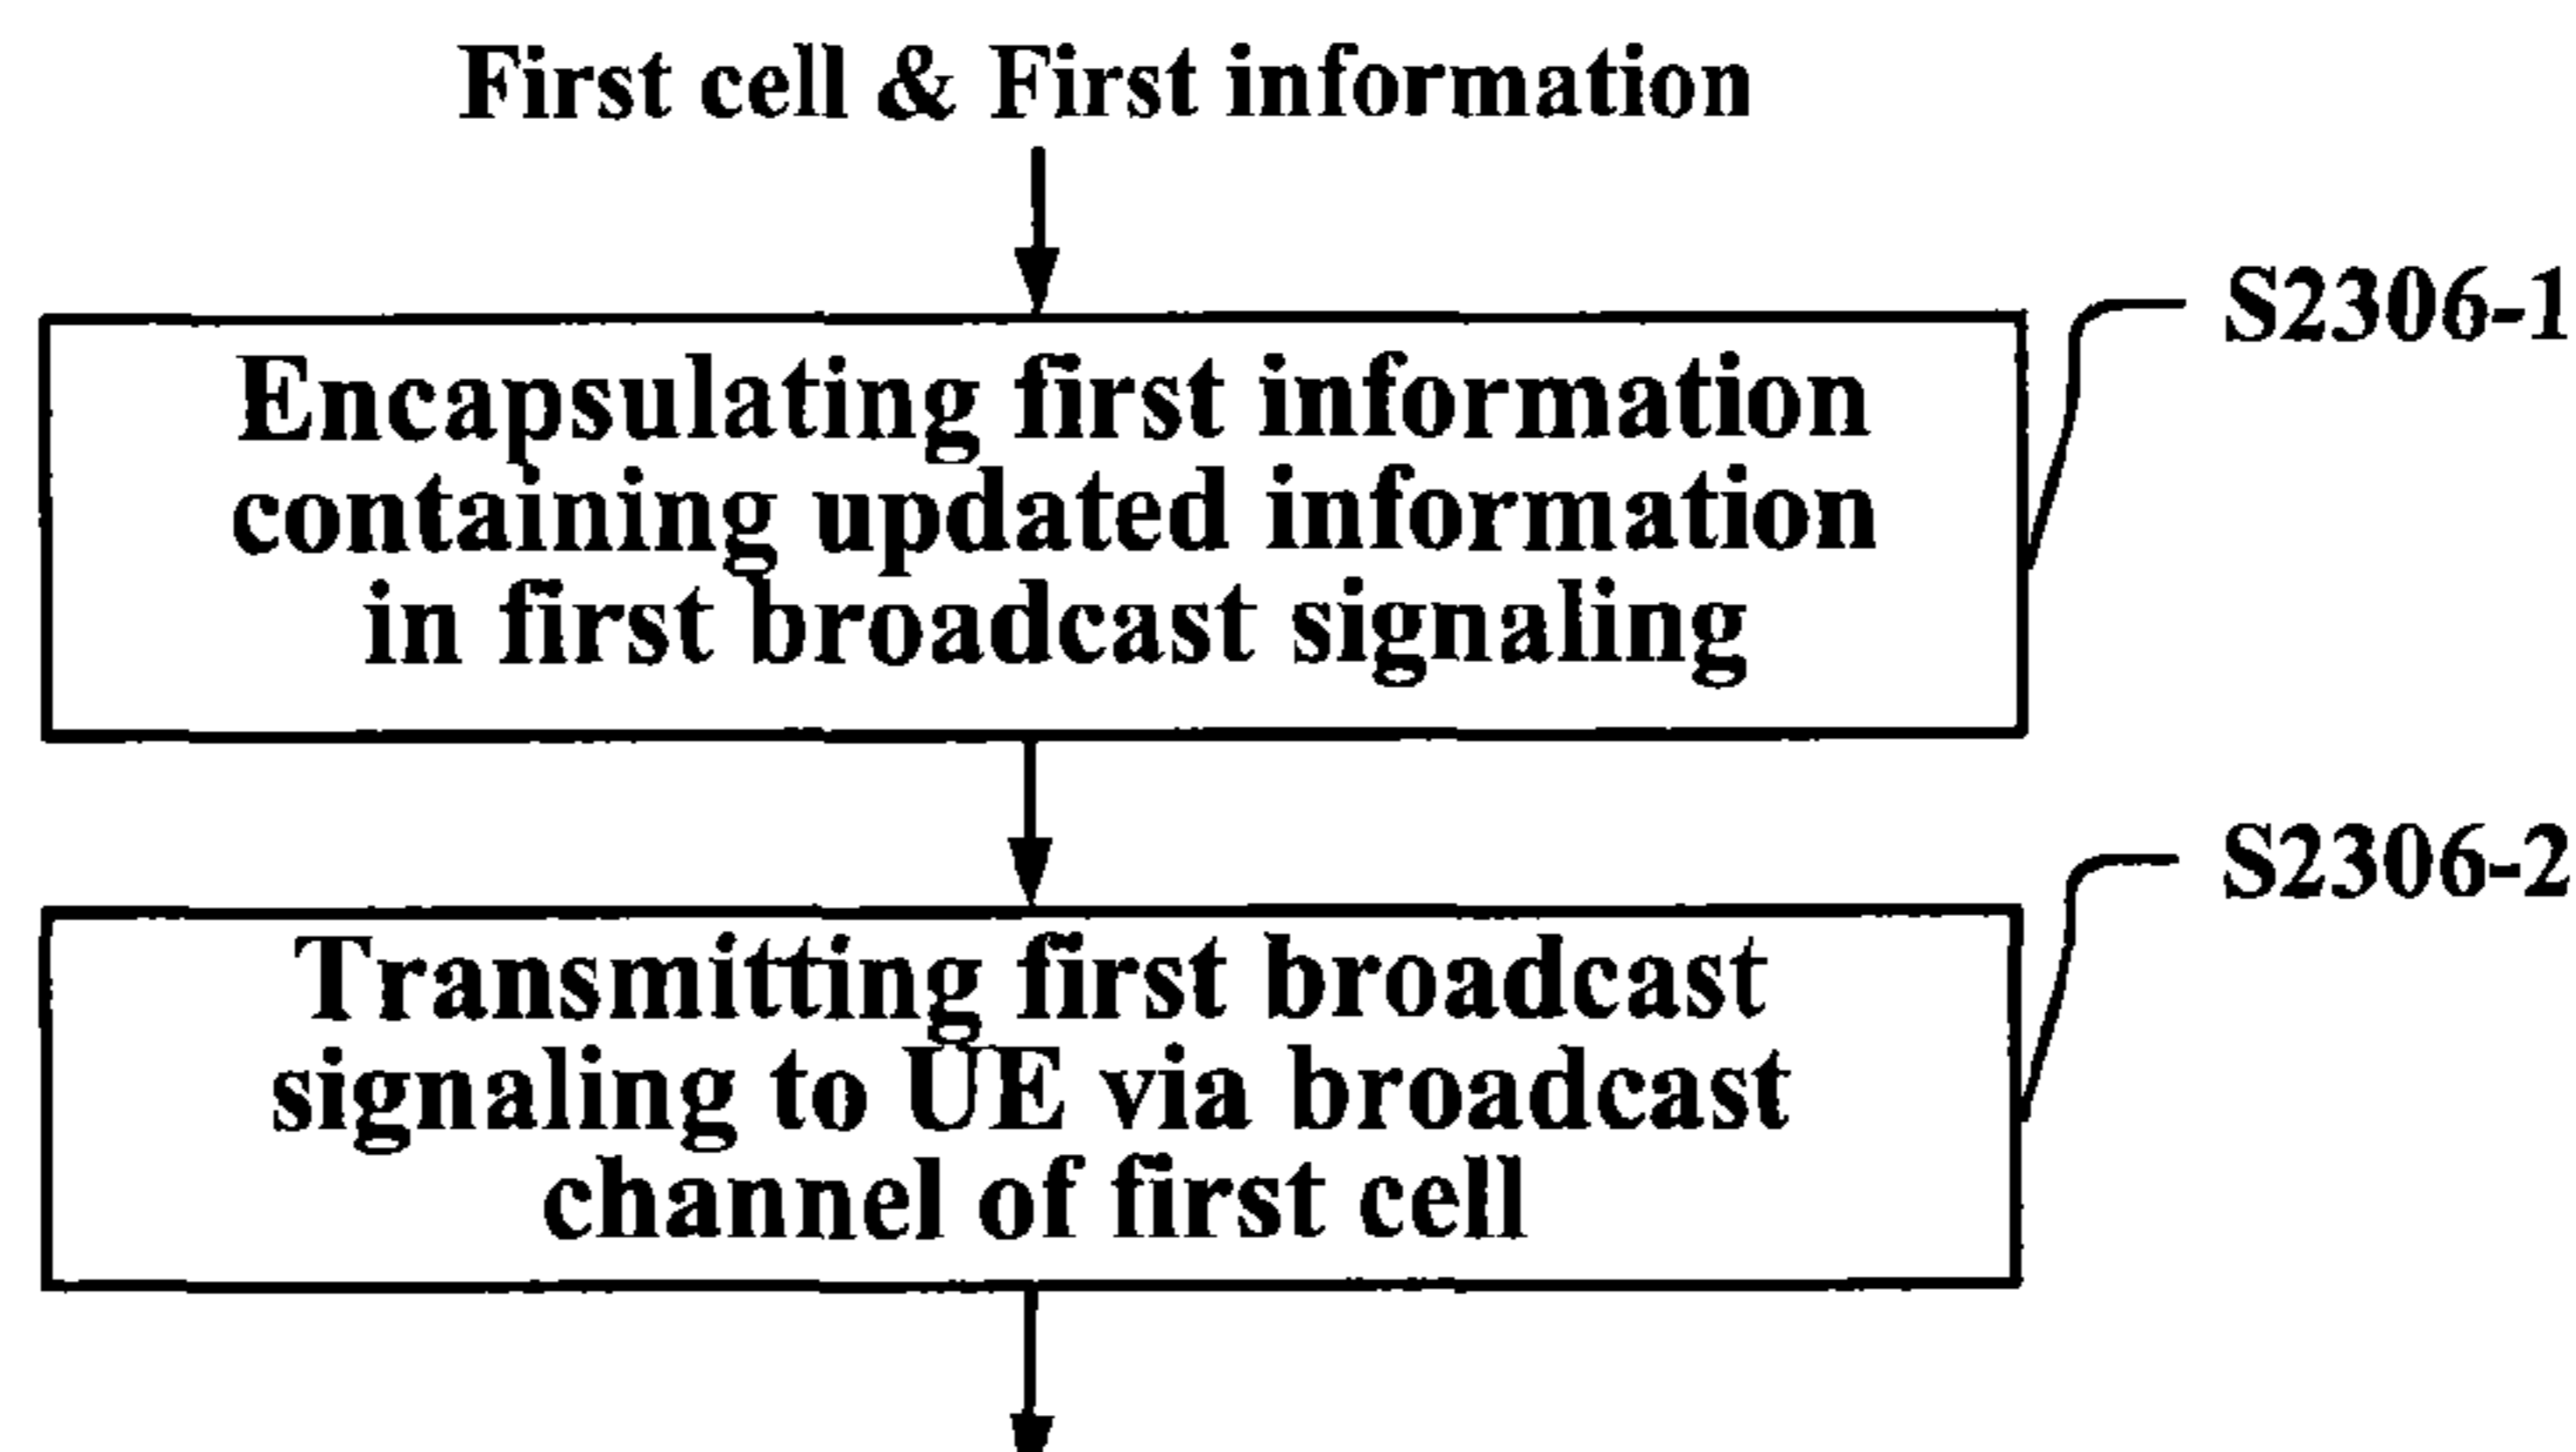 First cell & First information
S2306-1
Encapsulating first information
containing updated information
in first broadcast signaling
S2306-2
Transmitting first broadcast
signaling to UE via broadcast
channel of first cell